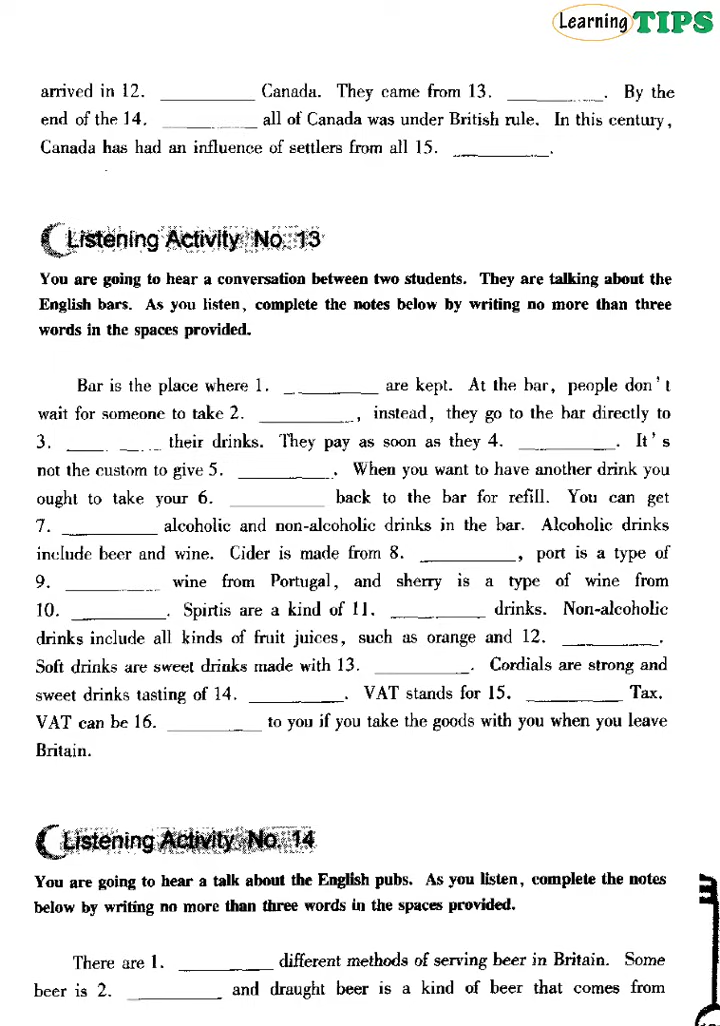 Learning TIPS
arrived in 12. __________ Canada. They came from 13. __________. By the
end of the 14. __________ all of Canada was under British rule. In this century,
Canada has had an influence of settlers from all 15. __________.
Listening Activity No. 13
You are going to hear a conversation between two students. They are talking about the
English bars. As you listen, complete the notes below by writing no more than three
words in the spaces provided.
Bar is the place where 1. __________ are kept. At the bar, people don't
wait for someone to take 2. __________, instead, they go to the bar directly to
3. __________ their drinks. They pay as soon as they 4. __________. It's
not the custom to give 5. __________. When you want to have another drink you
ought to take your 6. __________ back to the bar for refill. You can get
7. __________ alcoholic and non-alcoholic drinks in the bar. Alcoholic drinks
include beer and wine. Cider is made from 8. __________, port is a type of
9. __________ wine from Portugal, and sherry is a type of wine from
10. __________. Spirtis are a kind of 11. __________ drinks. Non-alcoholic
drinks include all kinds of fruit juices, such as orange and 12. __________.
Soft drinks are sweet drinks made with 13. __________. Cordials are strong and
sweet drinks tasting of 14. __________. VAT stands for 15. __________ Tax.
VAT can be 16. __________ to you if you take the goods with you when you leave
Britain.
Listening Activity No. 14
You are going to hear a talk about the English pubs. As you listen, complete the notes
below by writing no more than three words in the spaces provided.
There are 1. __________ different methods of serving beer in Britain. Some
beer is 2. __________ and draught beer is a kind of beer that comes from